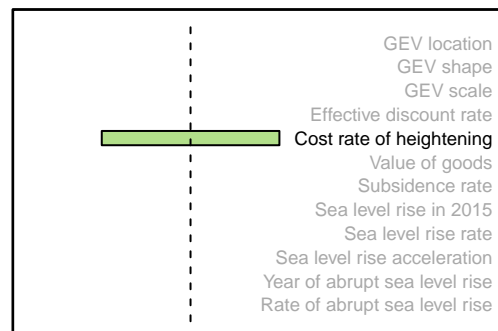 GEV location
GEV shape
GEV scale
Effective discount rate
Cost rate of heightening
Value of goods
Subsidence rate
Sea level rise in 2015
Sea level rise rate
Sea level rise acceleration
Year of abrupt sea level rise
Rate of abrupt sea level rise